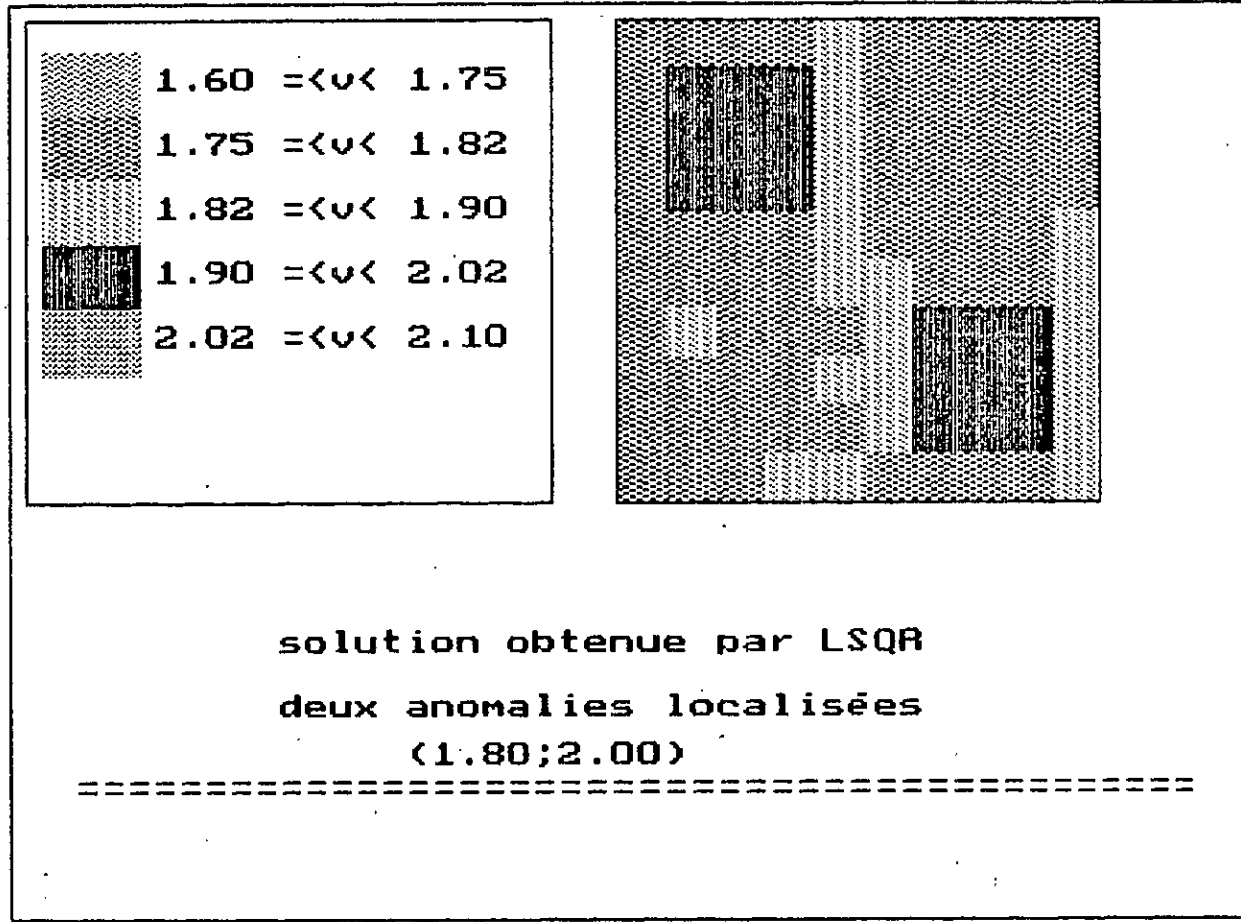 1.60 =<v< 1.75
1.75 =<v< 1.82
1.82 =<v< 1.90
1.90 =<v< 2.02
2.02 =<v< 2.10
solution obtenue par LSQR
deux anomalies localisées
(1.80;2.00)
============================================